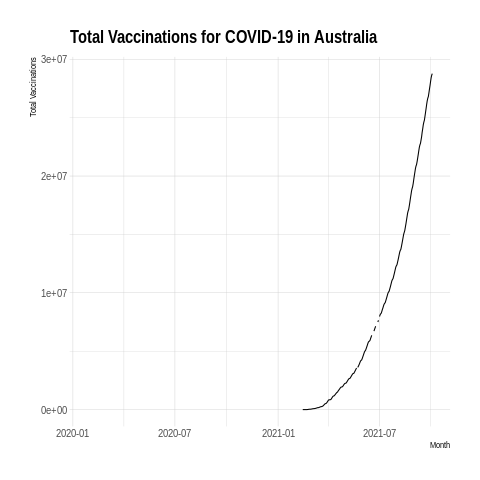 Total Vaccinations for COVID-19 in Australia
Total Vaccinations
3e+07
2e+07
1e+07
0e+00
2020-01
2020-07
2021-01
2021-07
Month